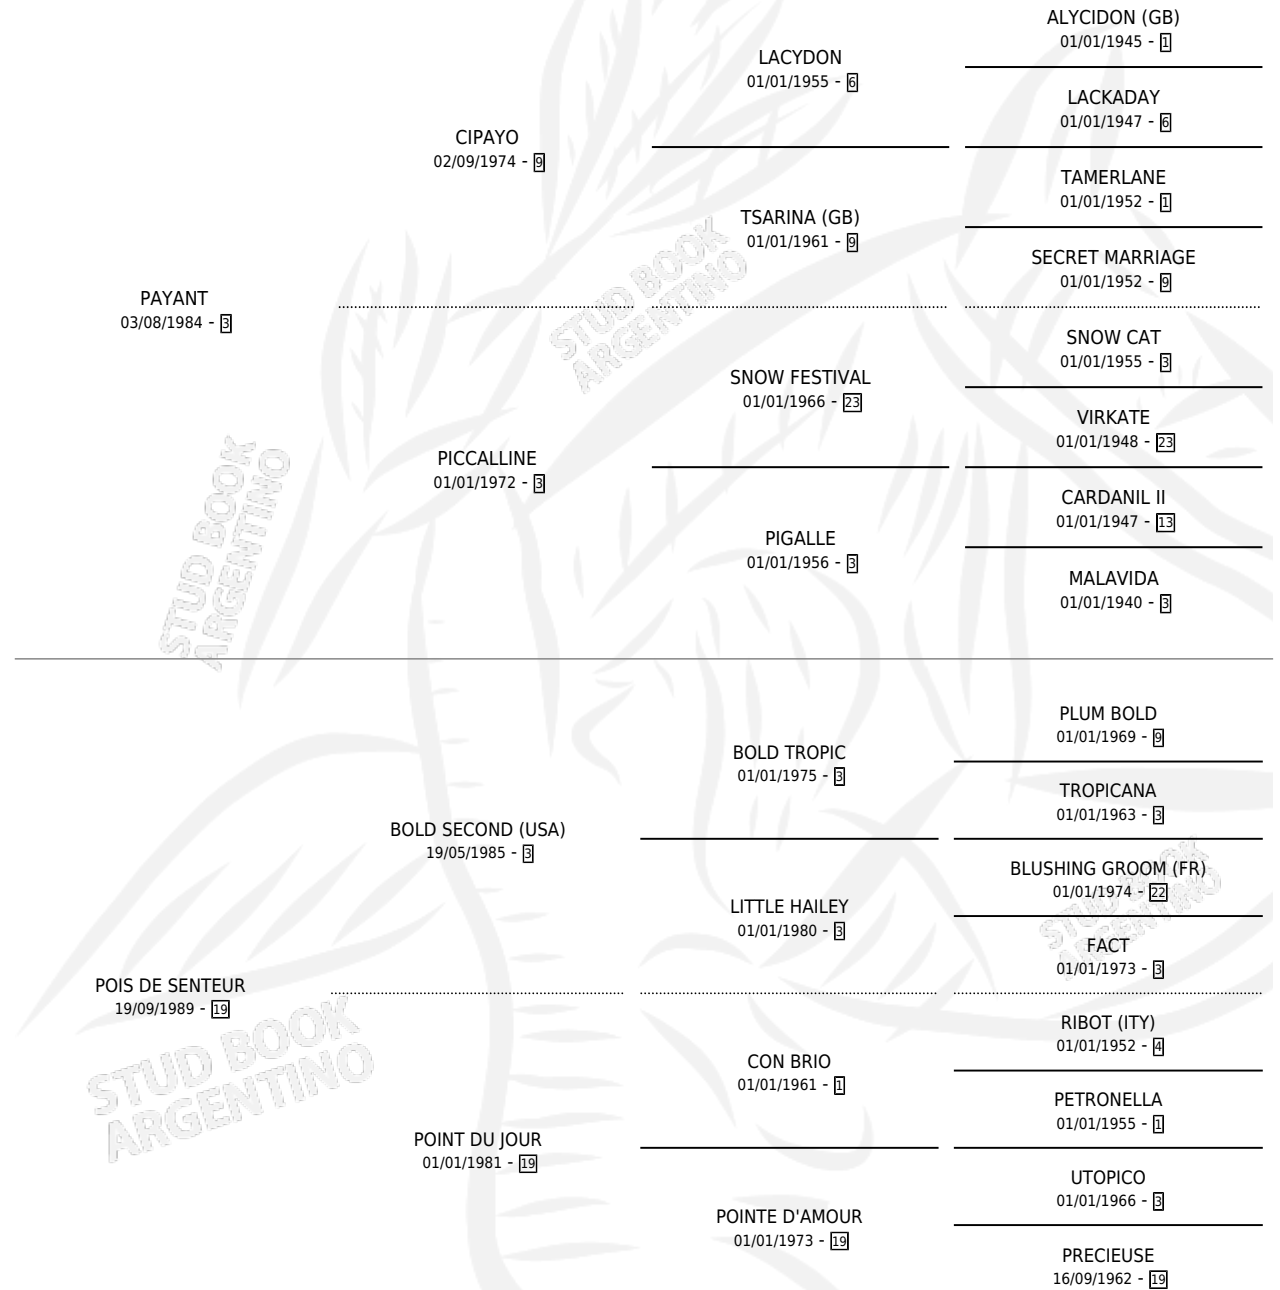 ALYCIDON (GB)
01/01/1945 - 1
LACYDON
01/01/1955 - 6
LACKADAY
01/01/1947 - 6
CIPAYO
02/09/1974 - 9
TAMERLANE
01/01/1952 - 1
TSARINA (GB)
01/01/1961 - 9
SECRET MARRIAGE
01/01/1952 - 9
PAYANT
03/08/1984 - 3
SNOW CAT
01/01/1955 - 3
SNOW FESTIVAL
01/01/1966 - 23
VIRKATE
01/01/1948 - 23
PICCALLINE
01/01/1972 - 3
CARDANIL II
01/01/1947 - 13
PIGALLE
01/01/1956 - 3
MALAVIDA
01/01/1940 - 3
PLUM BOLD
01/01/1969 - 9
BOLD TROPIC
01/01/1975 - 3
TROPICANA
01/01/1963 - 3
BOLD SECOND (USA)
19/05/1985 - 3
BLUSHING GROOM (FR)
01/01/1974 - 22
LITTLE HAILEY
01/01/1980 - 3
FACT
01/01/1973 - 3
POIS DE SENTEUR
19/09/1989 - 19
RIBOT (ITY)
01/01/1952 - 4
CON BRIO
01/01/1961 - 1
PETRONELLA
01/01/1955 - 1
POINT DU JOUR
01/01/1981 - 19
UTOPICO
01/01/1966 - 3
POINTE D'AMOUR
01/01/1973 - 19
PRECIEUSE
16/09/1962 - 19
STUD BOOK
ARGENTINO
STUD BOOK
ARGENTINO
STUD BOOK
ARGENTINO
STUD BOOK
ARGENTINO